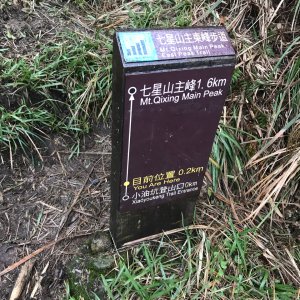 七星山主東峰步道
Mt.Qixing Main Peak
East Peak Trail
七星山主峰1.6km
Mt.Qixing Main Peak
目前位置 0.2km
You Are Here
小油坑登山口0km
Xiaoyoukeng Trail Entrance